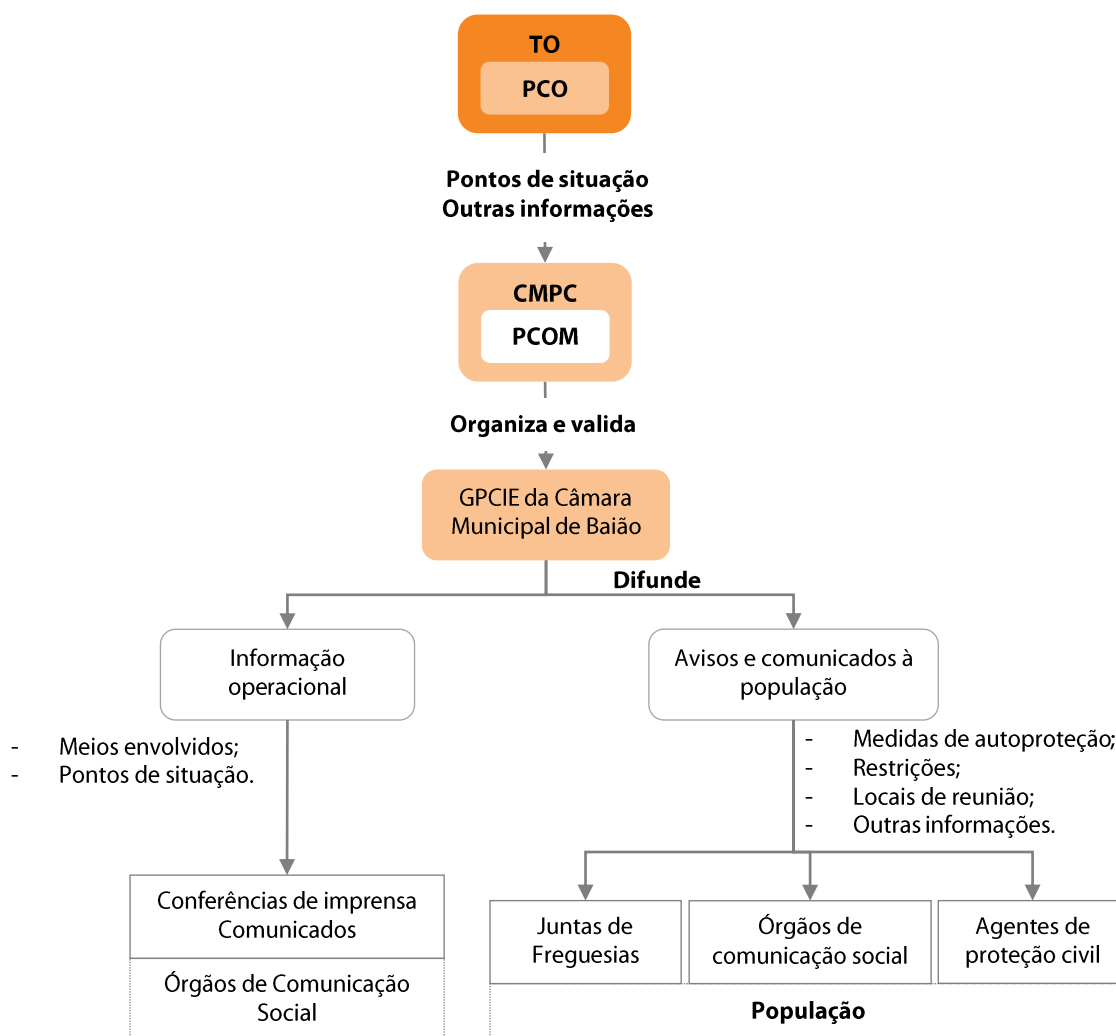 TO
PCO
Pontos de situação
Outras informações
CMPC
PCOM
Organiza e valida
GPCIE da Câmara
Municipal de Baião
Difunde
Informação
operacional
- Meios envolvidos;
- Pontos de situação.
Conferências de imprensa
Comunicados
Órgãos de Comunicação
Social
Avisos e comunicados à
população
- Medidas de autoproteção;
- Restrições;
- Locais de reunião;
- Outras informações.
Juntas de
Freguesias
Órgãos de
comunicação social
Agentes de
proteção civil
População